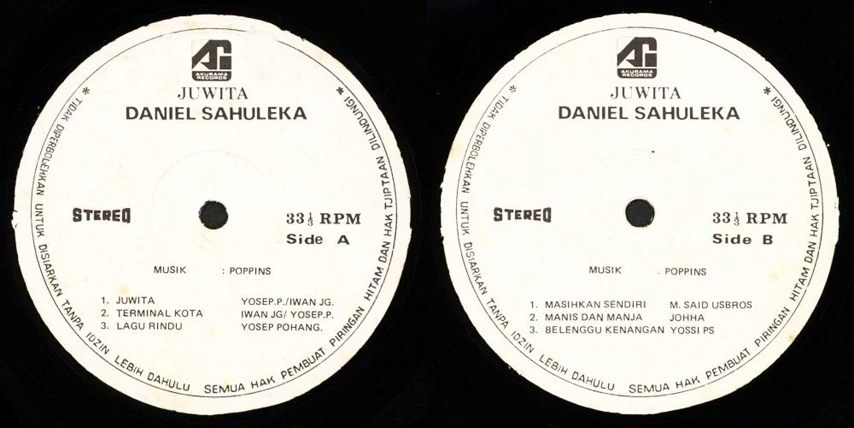 AKURAMA
RECORDS
JUWITA
DANIEL SAHULEKA
STEREO
33⅓ RPM
Side A
MUSIK : POPPINS
1. JUWITA YOSEP.P./IWAN JG.
2. TERMINAL KOTA IWAN JG/ YOSEP.P.
3. LAGU RINDU YOSEP POHANG.
* TIDAK DIPERBOLEHKAN UNTUK DISIARKAN TANPA IDZIN LEBIH DAHULU SEMUA HAK PEMBUAT PIRINGAN HITAM DAN HAK TJIPTAAN DILINDUNGI *
AKURAMA
RECORDS
JUWITA
DANIEL SAHULEKA
STEREO
33⅓ RPM
Side B
MUSIK : POPPINS
1. MASIHKAN SENDIRI M. SAID USBROS
2. MANIS DAN MANJA JOHHA
3. BELENGGU KENANGAN YOSSI PS
* TIDAK DIPERBOLEHKAN UNTUK DISIARKAN TANPA IDZIN LEBIH DAHULU SEMUA HAK PEMBUAT PIRINGAN HITAM DAN HAK TJIPTAAN DILINDUNGI *